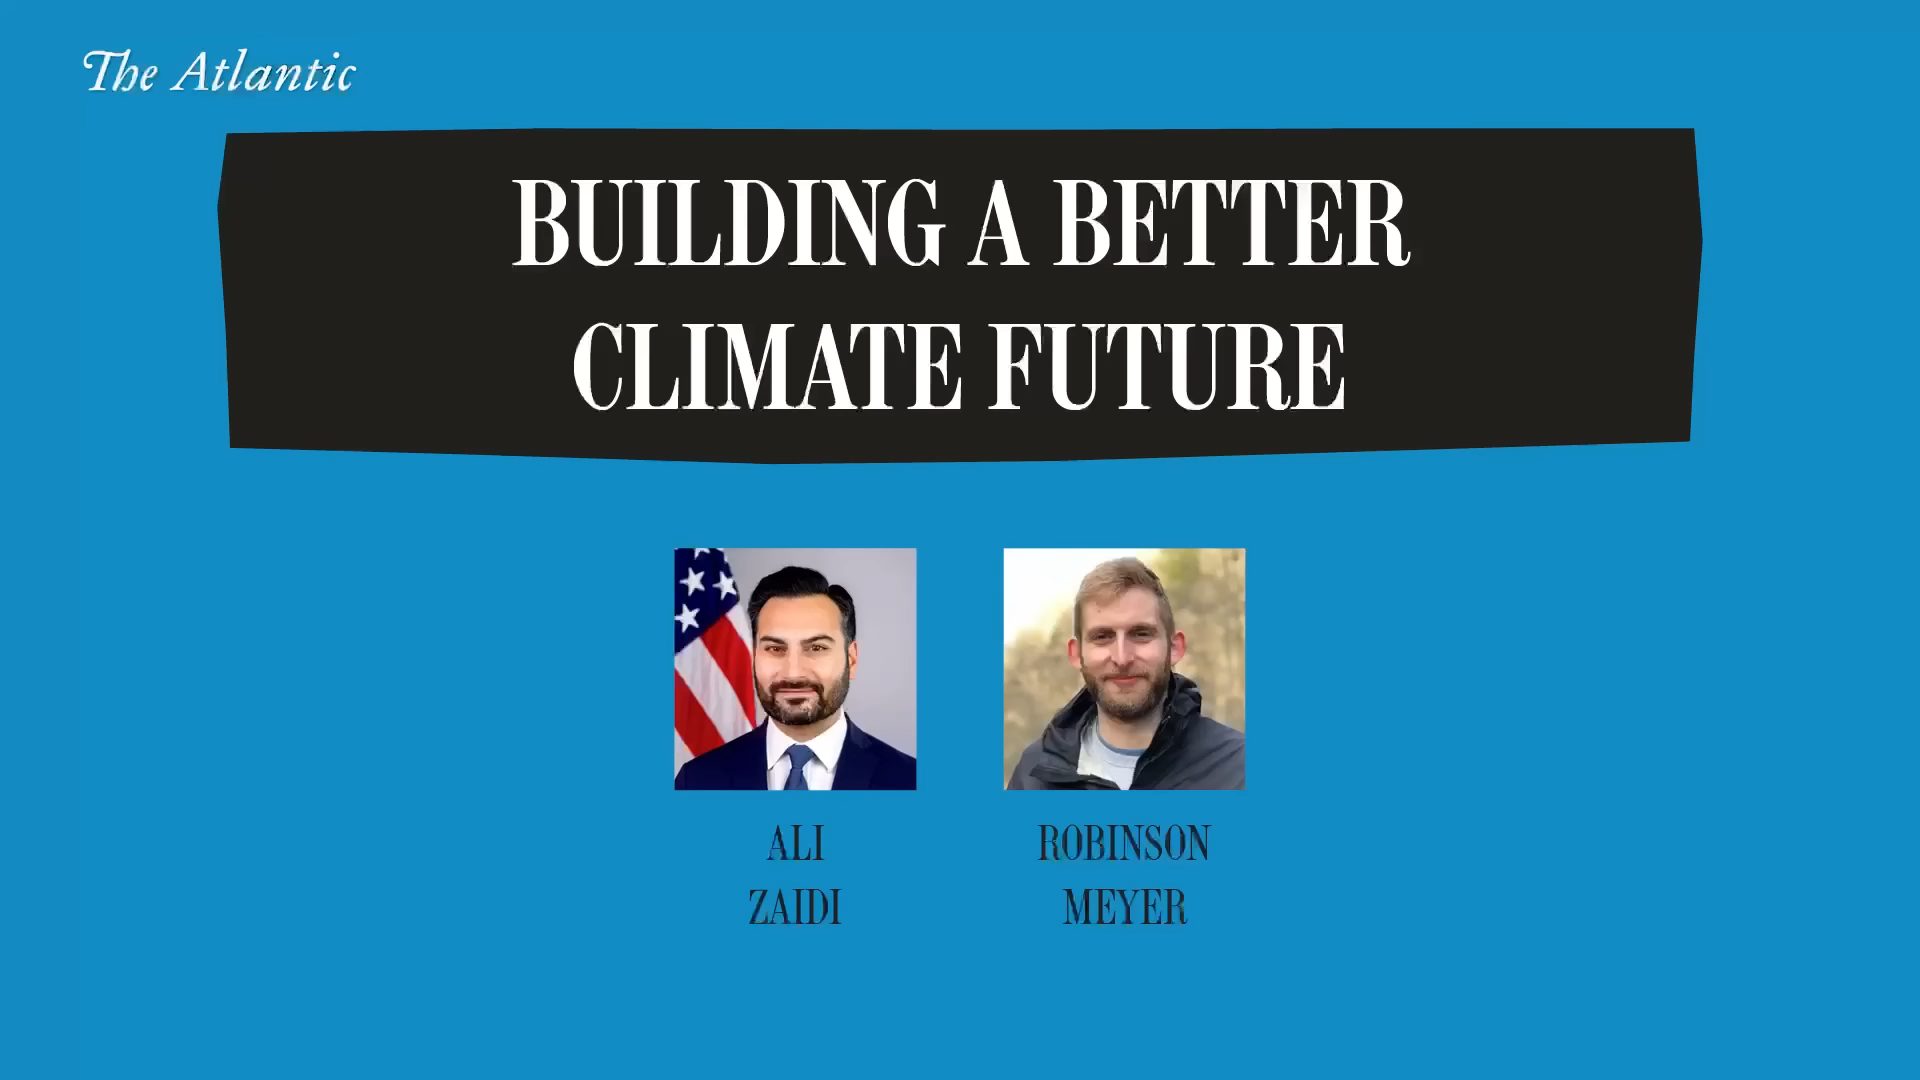 The Atlantic
BUILDING A BETTER
CLIMATE FUTURE
ALI
ZAIDI
ROBINSON
MEYER